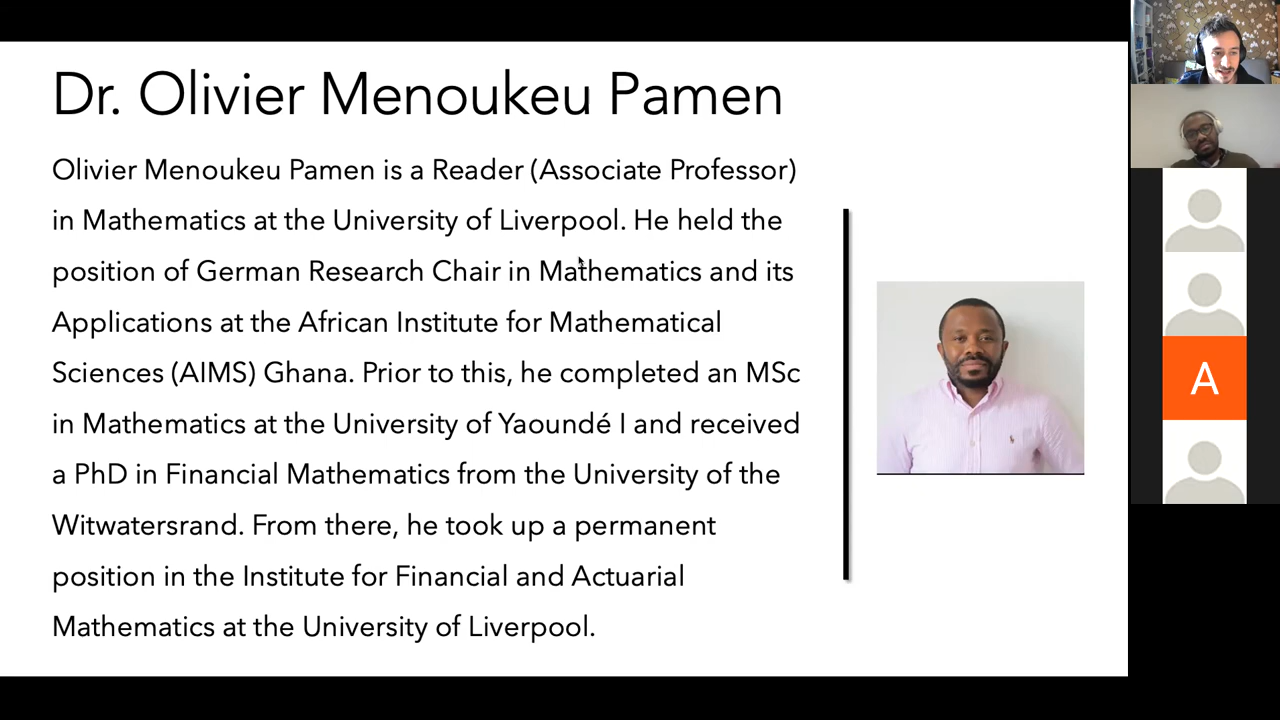 Dr. Olivier Menoukeu Pamen
Olivier Menoukeu Pamen is a Reader (Associate Professor)
in Mathematics at the University of Liverpool. He held the
position of German Research Chair in Mathematics and its
Applications at the African Institute for Mathematical
Sciences (AIMS) Ghana. Prior to this, he completed an MSc
in Mathematics at the University of Yaoundé I and received
a PhD in Financial Mathematics from the University of the
Witwatersrand. From there, he took up a permanent
position in the Institute for Financial and Actuarial
Mathematics at the University of Liverpool.
A